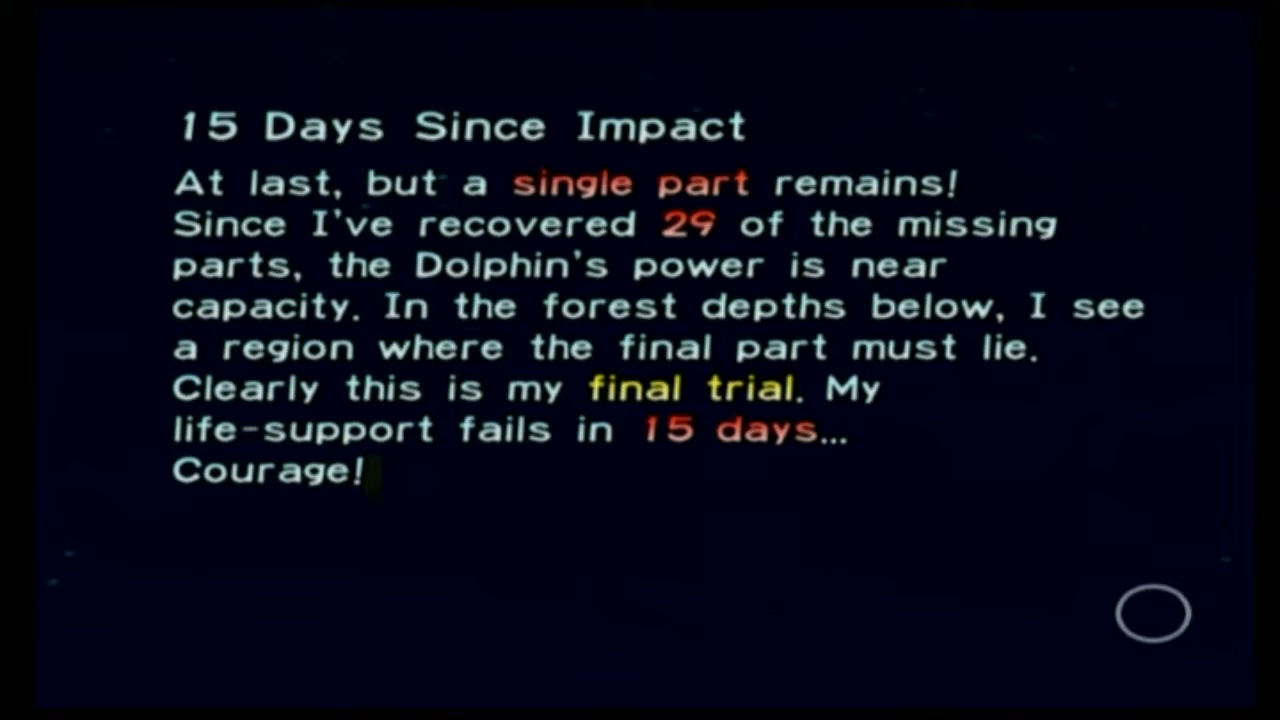 15 Days Since Impact
At last, but a single part remains!
Since I've recovered 29 of the missing
parts, the Dolphin's power is near
capacity. In the forest depths below, I see
a region where the final part must lie.
Clearly this is my final trial. My
life-support fails in 15 days...
Courage!